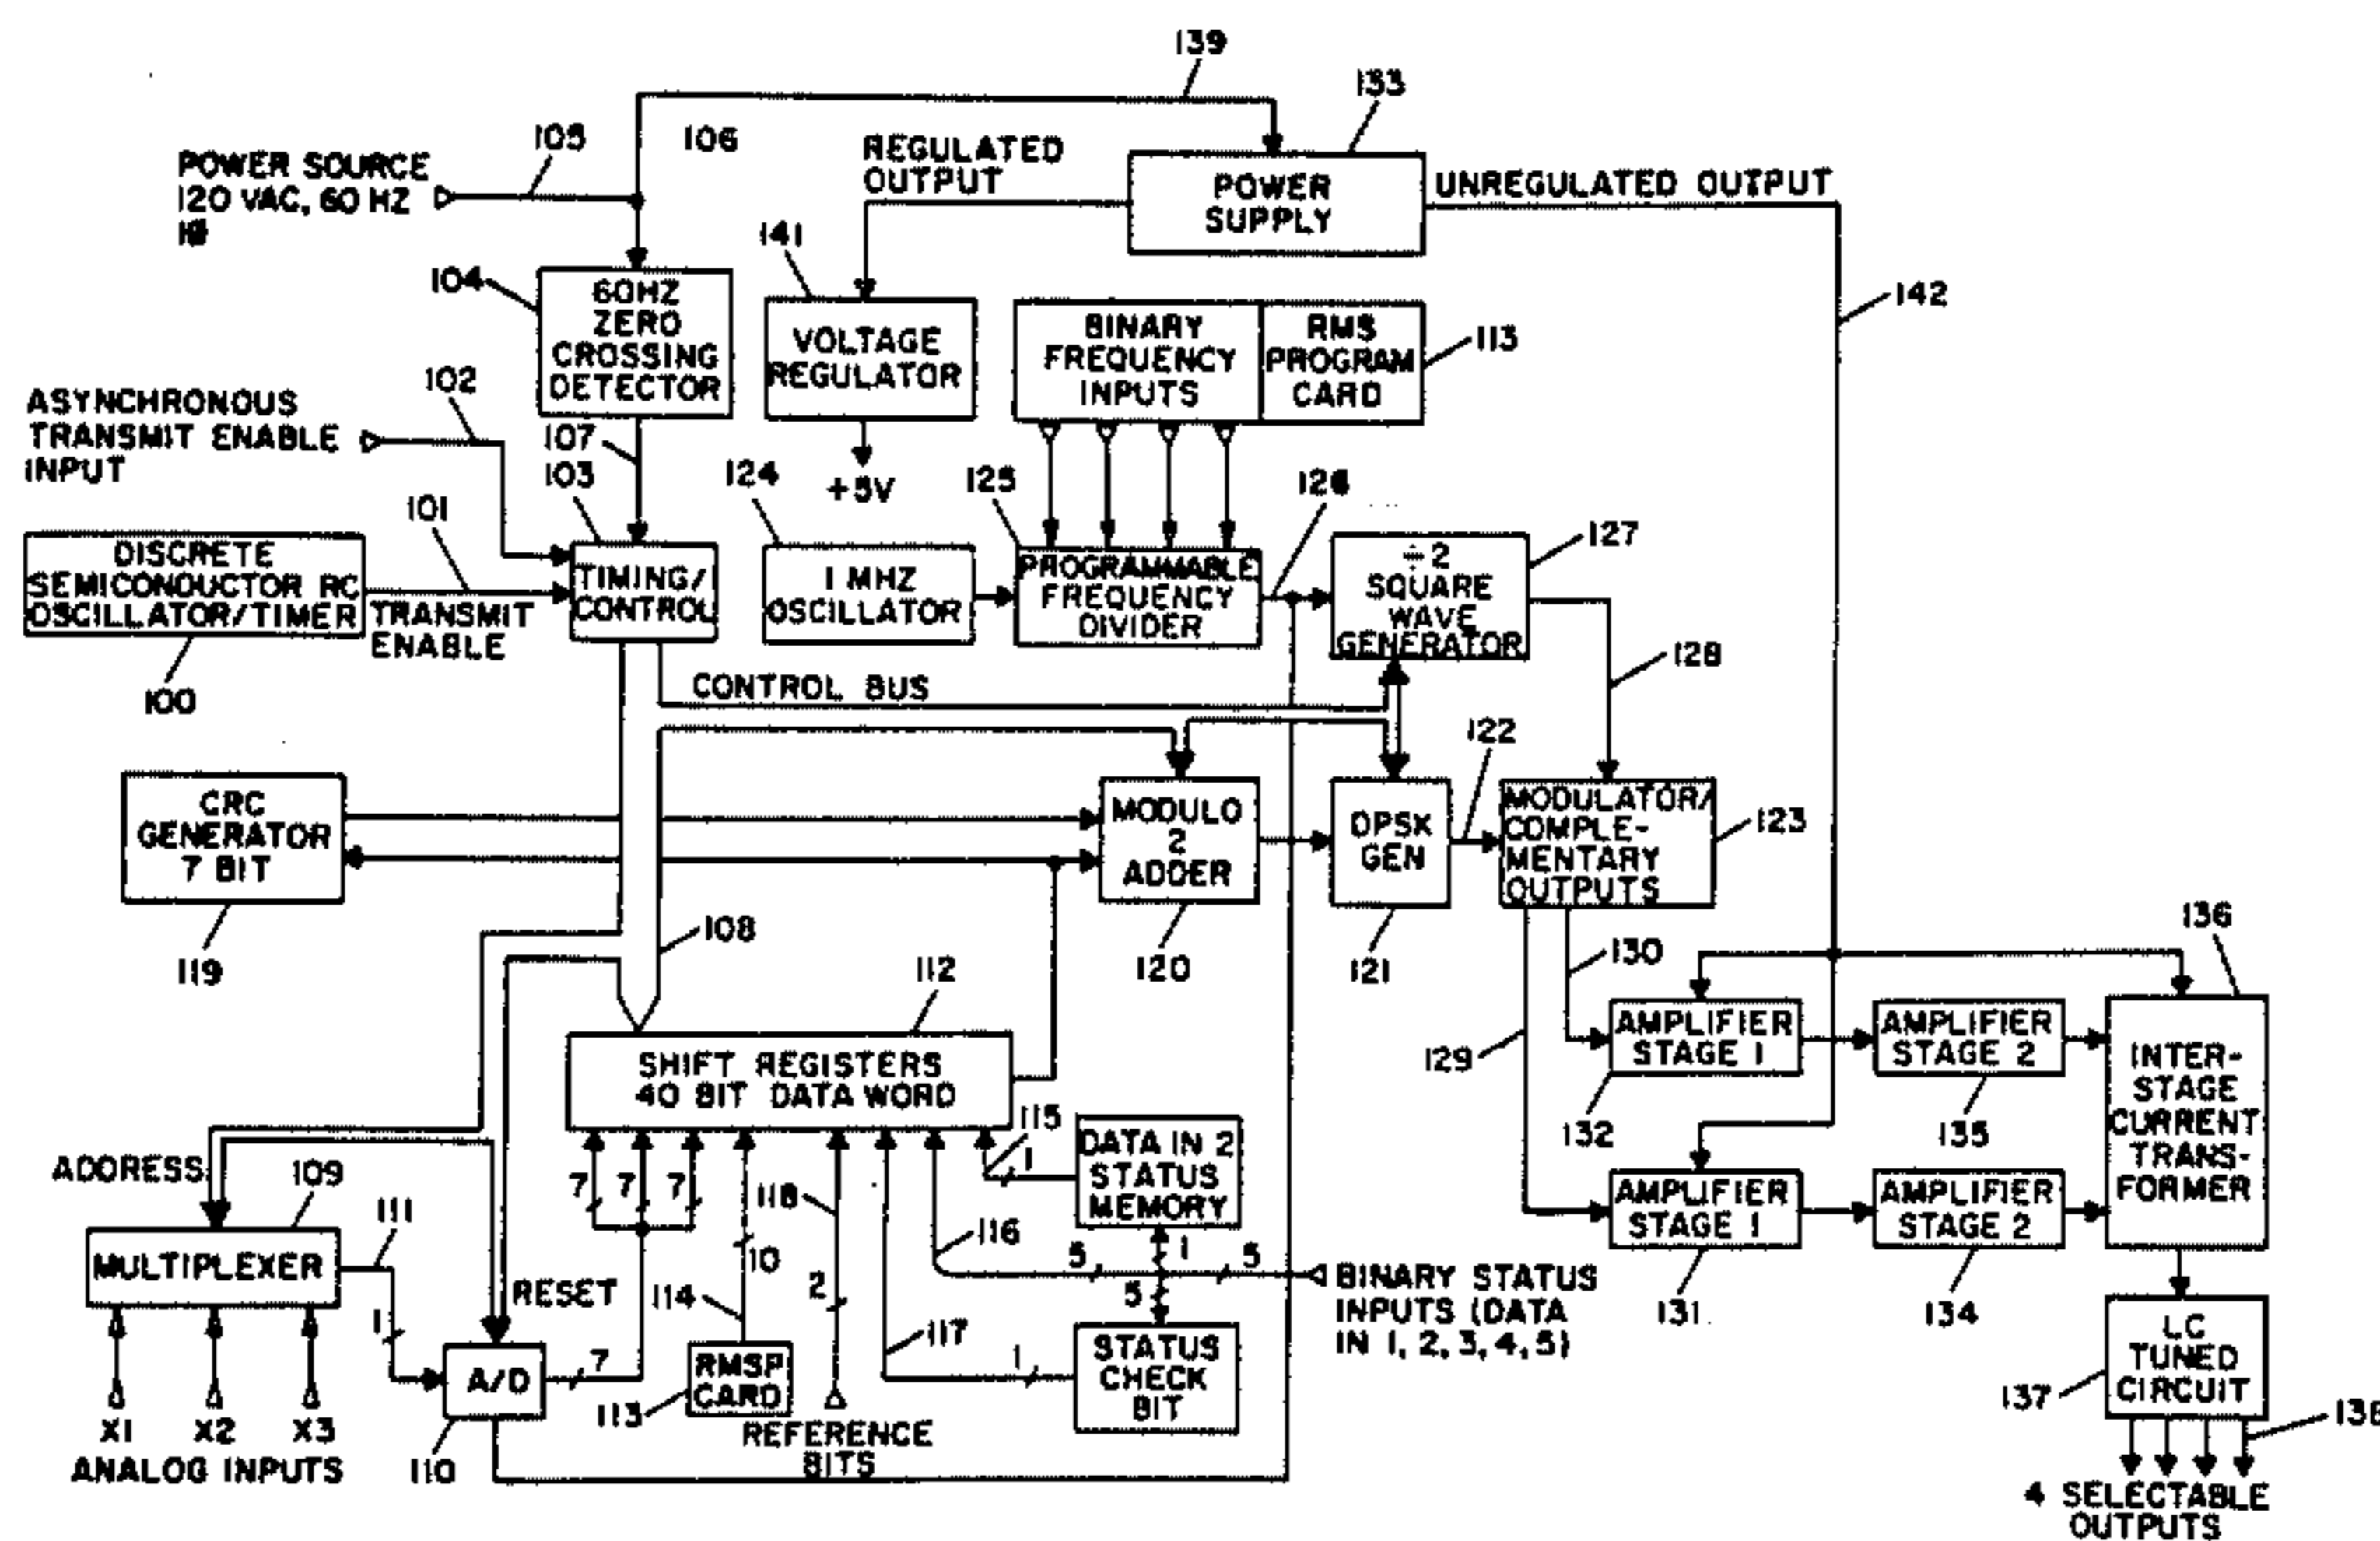 139
133
105
106
POWER SOURCE
120 VAC, 60 HZ
REGULATED
OUTPUT
POWER
SUPPLY
UNREGULATED OUTPUT
141
104
60HZ
ZERO
CROSSING
DETECTOR
VOLTAGE
REGULATOR
BINARY
FREQUENCY
INPUTS
RMS
PROGRAM
CARD
113
142
102
ASYNCHRONOUS
TRANSMIT ENABLE
INPUT
107
103
124
+5V
125
126
101
DISCRETE
SEMICONDUCTOR RC
OSCILLATOR/TIMER
TRANSMIT
ENABLE
100
TIMING/
CONTROL
1 MHZ
OSCILLATOR
PROGRAMMABLE
FREQUENCY
DIVIDER
÷2
SQUARE
WAVE
GENERATOR
127
128
CONTROL BUS
122
CRC
GENERATOR
7 BIT
119
MODULO
2
ADDER
120
DPSK
GEN
121
MODULATOR/
COMPLE-
MENTARY
OUTPUTS
123
108
112
130
136
129
SHIFT REGISTERS
40 BIT DATA WORD
AMPLIFIER
STAGE 1
132
AMPLIFIER
STAGE 2
135
INTER-
STAGE
CURRENT
TRANS-
FORMER
115
1
DATA IN 2
STATUS
MEMORY
ADDRESS
109
111
7 7 7
118
116
5
1
5
5
BINARY STATUS
INPUTS (DATA
IN 1, 2, 3, 4, 5)
AMPLIFIER
STAGE 1
131
AMPLIFIER
STAGE 2
134
MULTIPLEXER
1
RESET
10
114
2
117
1
STATUS
CHECK
BIT
A/D
7
110
RMSP
CARD
113
REFERENCE
BITS
X1 X2 X3
ANALOG INPUTS
LC
TUNED
CIRCUIT
137
4 SELECTABLE
OUTPUTS